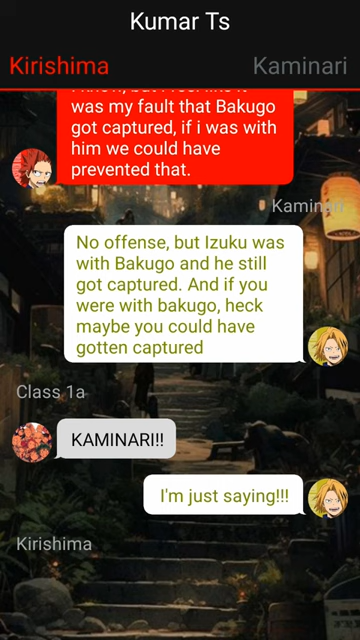 Kumar Ts
Kirishima
Kaminari
was my fault that Bakugo
got captured, if i was with
him we could have
prevented that.
No offense, but Izuku was
with Bakugo and he still
got captured. And if you
were with bakugo, heck
maybe you could have
gotten captured
Class 1a
KAMINARI!!
I'm just saying!!!
Kirishima